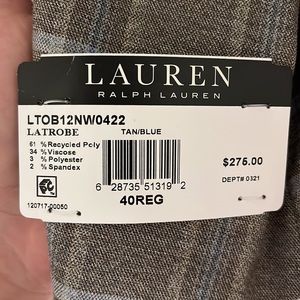 LAUREN
RALPH LAUREN
LTOB12NW0422
LATROBE TAN/BLUE
61 % Recycled Poly
34 % Viscose
3 % Polyester
2 % Spandex
$275.00
DEPT# 0321
6 28735 51319 2
40REG
120717-00050